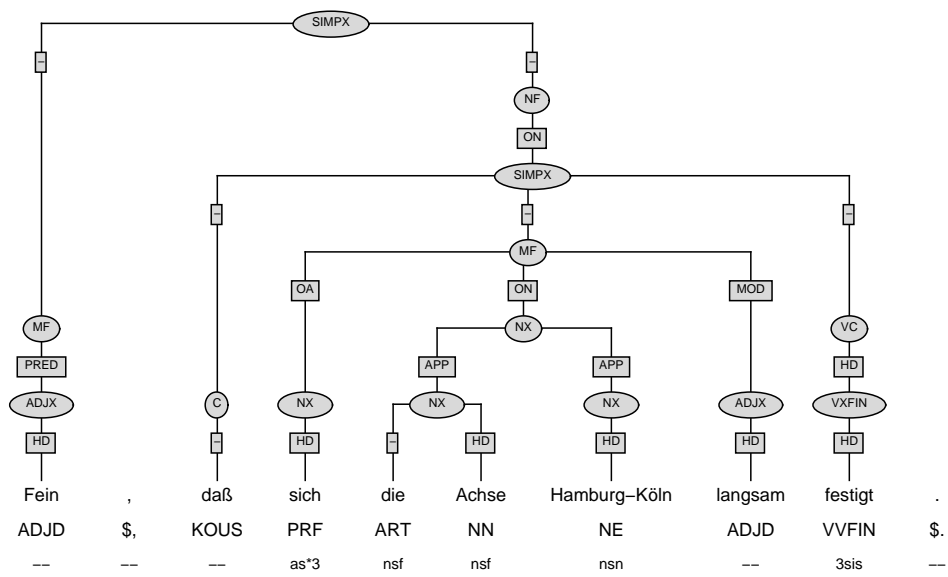 SIMPX
– –
NF
ON
SIMPX
– – –
MF
OA ON MOD
MF NX VC
PRED APP APP HD
ADJX C NX NX NX ADJX VXFIN
HD – HD – HD HD HD HD
Fein , daß sich die Achse Hamburg–Köln langsam festigt .
ADJD $, KOUS PRF ART NN NE ADJD VVFIN $.
–– –– –– as*3 nsf nsf nsn –– 3sis ––